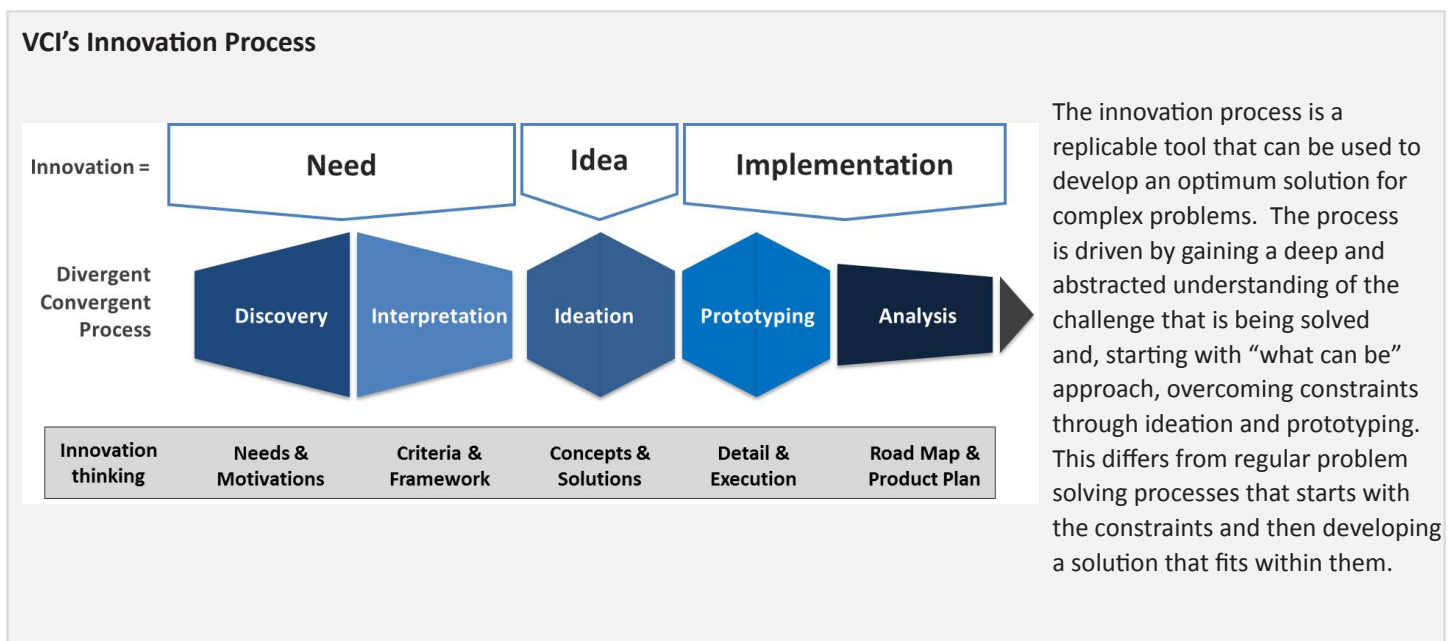 VCI's Innovation Process
Innovation =
Need
Idea
Implementation
Divergent
Convergent
Process
Discovery
Interpretation
Ideation
Prototyping
Analysis
Innovation
thinking
Needs &
Motivations
Criteria &
Framework
Concepts &
Solutions
Detail &
Execution
Road Map &
Product Plan
The innovation process is a
replicable tool that can be used to
develop an optimum solution for
complex problems.  The process
is driven by gaining a deep and
abstracted understanding of the
challenge that is being solved
and, starting with “what can be”
approach, overcoming constraints
through ideation and prototyping.
This differs from regular problem
solving processes that starts with
the constraints and then developing
a solution that fits within them.